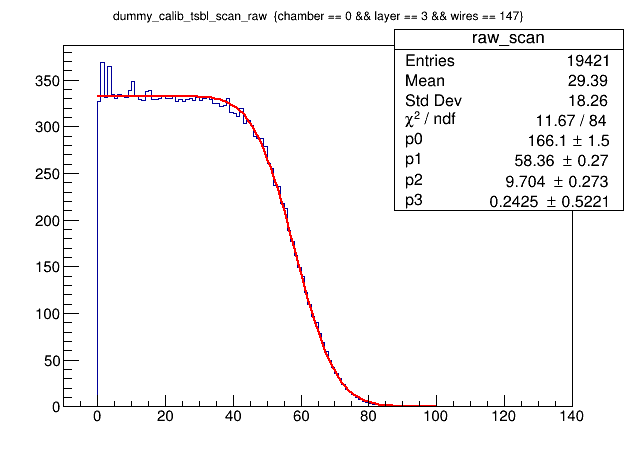 dummy_calib_tsbl_scan_raw {chamber == 0 && layer == 3 && wires == 147}
raw_scan
Entries 19421
Mean 29.39
Std Dev 18.26
χ² / ndf 11.67 / 84
p0 166.1 ± 1.5
p1 58.36 ± 0.27
p2 9.704 ± 0.273
p3 0.2425 ± 0.5221
350
300
250
200
150
100
50
0
0 20 40 60 80 100 120 140